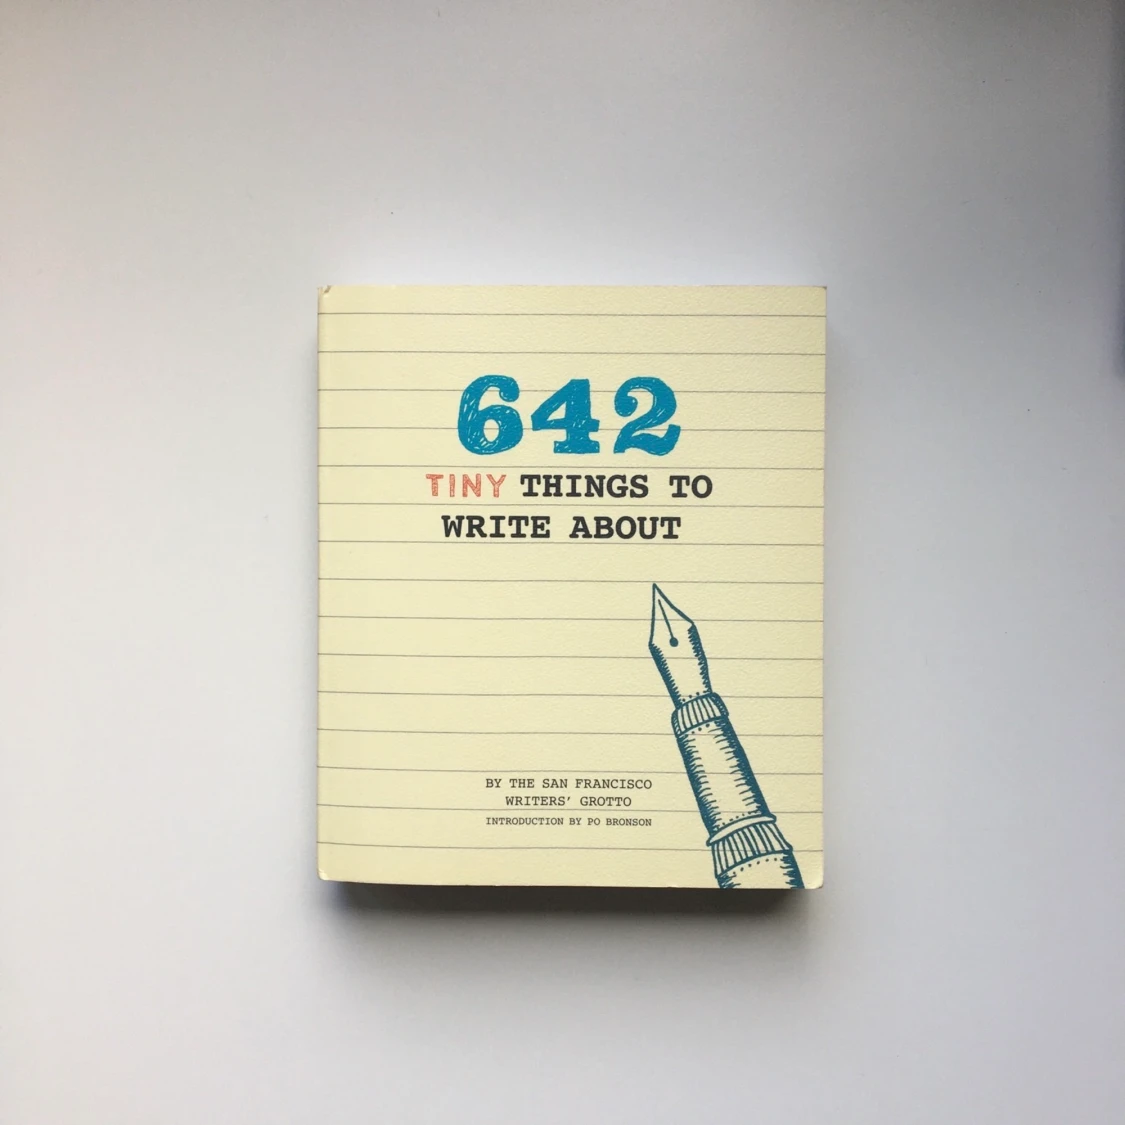 642
TINY THINGS TO
WRITE ABOUT
BY THE SAN FRANCISCO
WRITERS’ GROTTO
INTRODUCTION BY PO BRONSON